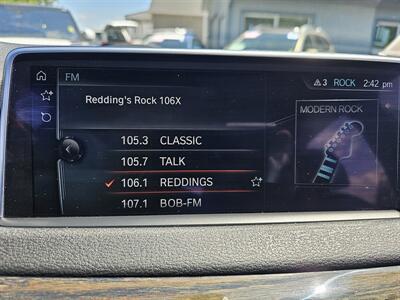 FM
3 ROCK 2:42 pm
Redding's Rock 106X
MODERN ROCK
105.3 CLASSIC
105.7 TALK
106.1 REDDINGS
107.1 BOB-FM